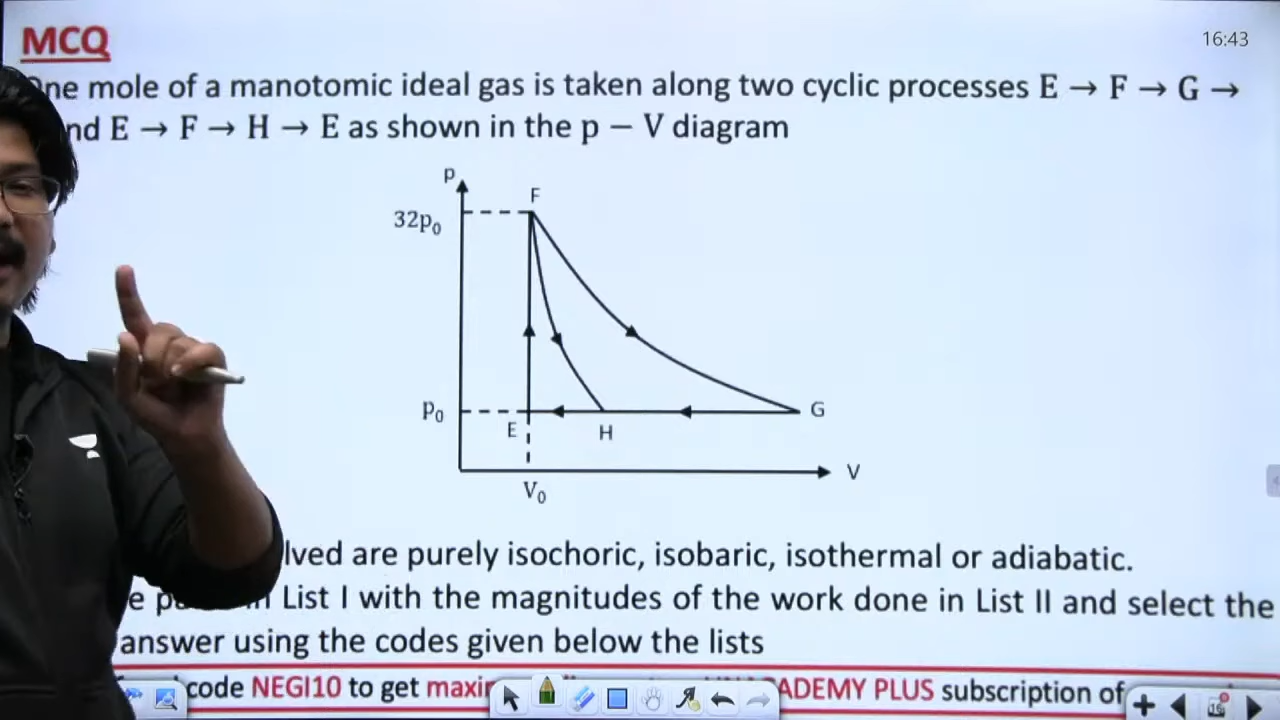 MCQ
16:43
One mole of a manotomic ideal gas is taken along two cyclic processes E → F → G →
nd E → F → H → E as shown in the p − V diagram
P
F
32p₀
p₀
E
H
G
V
V₀
lved are purely isochoric, isobaric, isothermal or adiabatic.
in List I with the magnitudes of the work done in List II and select the
answer using the codes given below the lists
code NEGI10 to get ADEMY PLUS subscription of
16